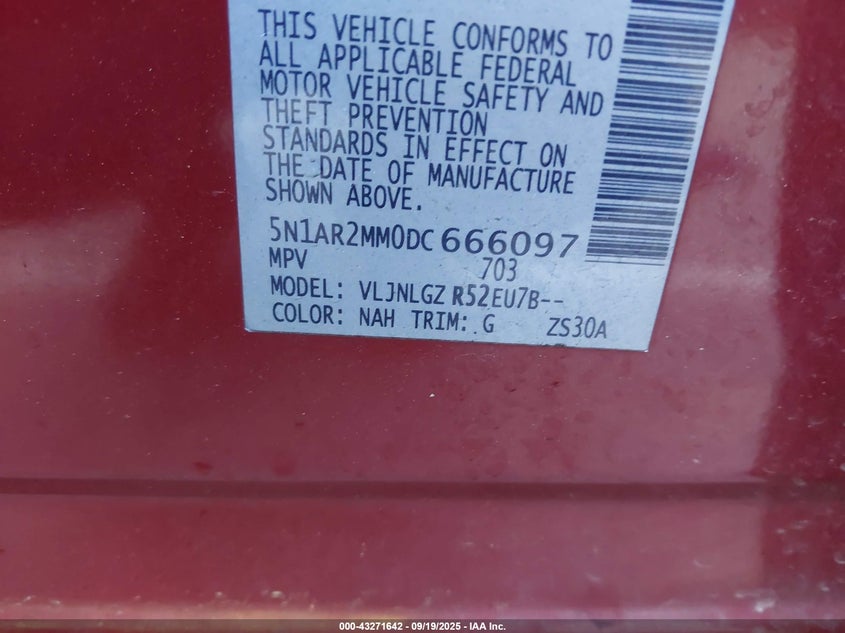 THIS VEHICLE CONFORMS TO
ALL APPLICABLE FEDERAL
MOTOR VEHICLE SAFETY AND
THEFT PREVENTION
STANDARDS IN EFFECT ON
THE DATE OF MANUFACTURE
SHOWN ABOVE.
5N1AR2MM0DC666097
MPV 703
MODEL: VLJNLGZ R52EU7B--
COLOR: NAH TRIM: G ZS30A
000-43271642 - 09/19/2025 - IAA Inc.